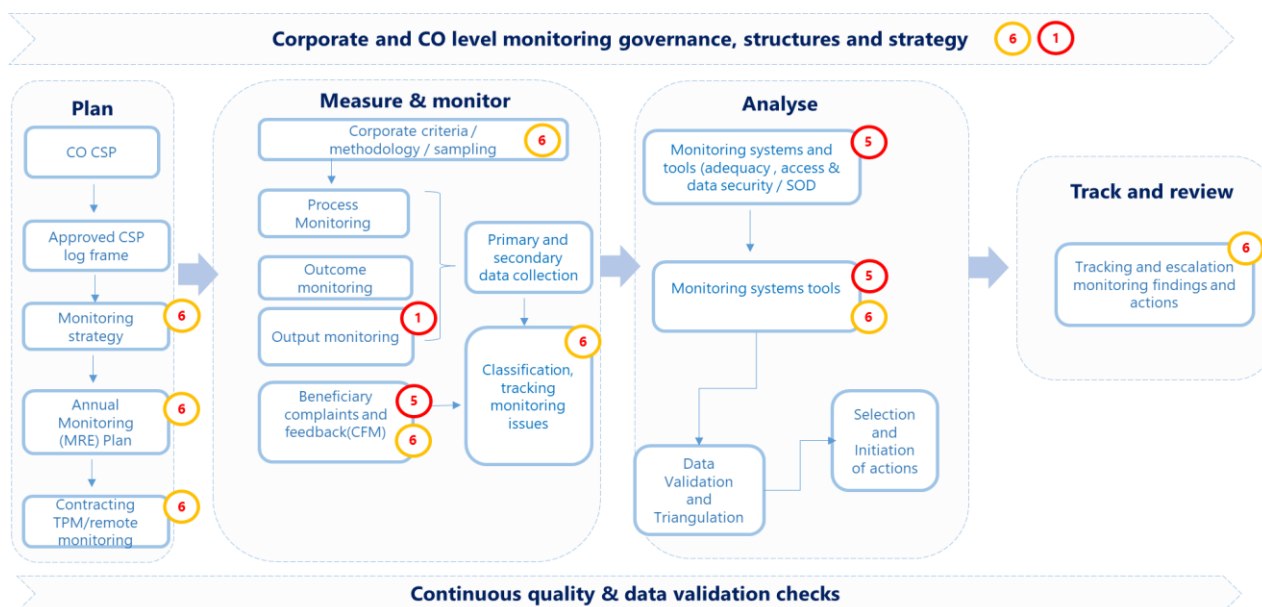 Corporate and CO level monitoring governance, structures and strategy 6 1
Plan
CO CSP
Approved CSP
log frame
Monitoring
strategy
6
Annual
Monitoring
(MRE) Plan
6
Contracting
TPM/remote
monitoring
6
Measure & monitor
Corporate criteria /
methodology / sampling
6
Process
Monitoring
Outcome
monitoring
Output monitoring
1
Beneficiary
complaints and
feedback(CFM)
5
6
Primary and
secondary
data collection
Classification,
tracking
monitoring
issues
6
Analyse
Monitoring systems and
tools (adequacy , access &
data security / SOD
5
Monitoring systems tools
5
6
Data
Validation
and
Triangulation
Selection
and
Initiation
of actions
Track and review
Tracking and escalation
monitoring findings and
actions
6
Continuous quality & data validation checks